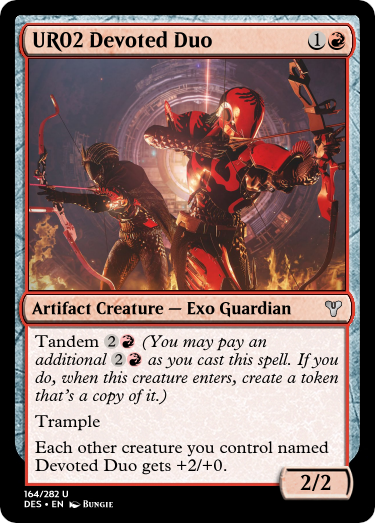 UR02 Devoted Duo 1
Artifact Creature — Exo Guardian
Tandem 2 (You may pay an
additional 2 as you cast this spell. If you
do, when this creature enters, create a token
that's a copy of it.)
Trample
Each other creature you control named
Devoted Duo gets +2/+0.
2/2
164/282 U
DES • EN Bungie